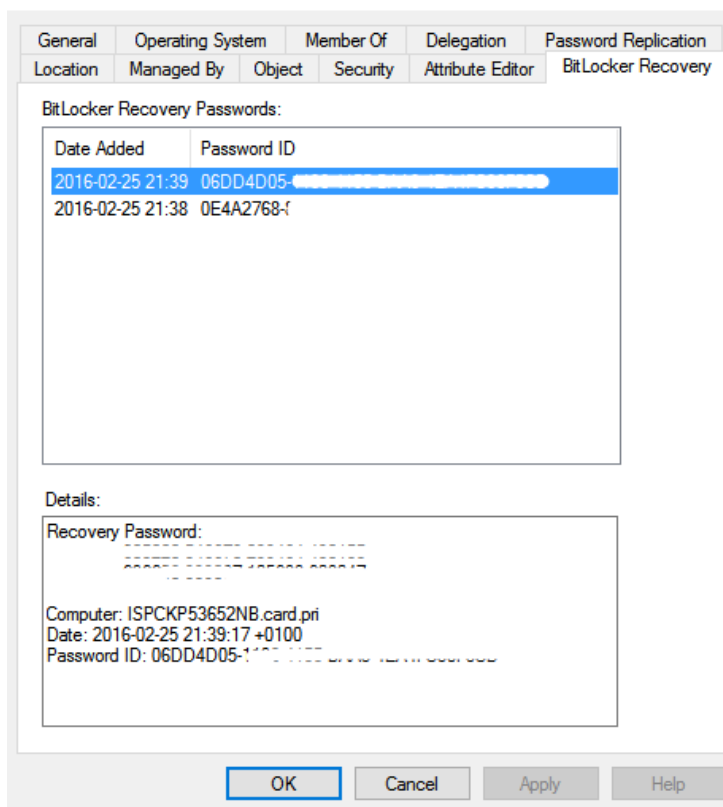 General Operating System Member Of Delegation Password Replication
Location Managed By Object Security Attribute Editor BitLocker Recovery
BitLocker Recovery Passwords:
Date Added Password ID
2016-02-25 21:39 06DD4D05-
2016-02-25 21:38 0E4A2768-
Details:
Recovery Password:
Computer: ISPCKP53652NB.card.pri
Date: 2016-02-25 21:39:17 +0100
Password ID: 06DD4D05-
OK Cancel Apply Help